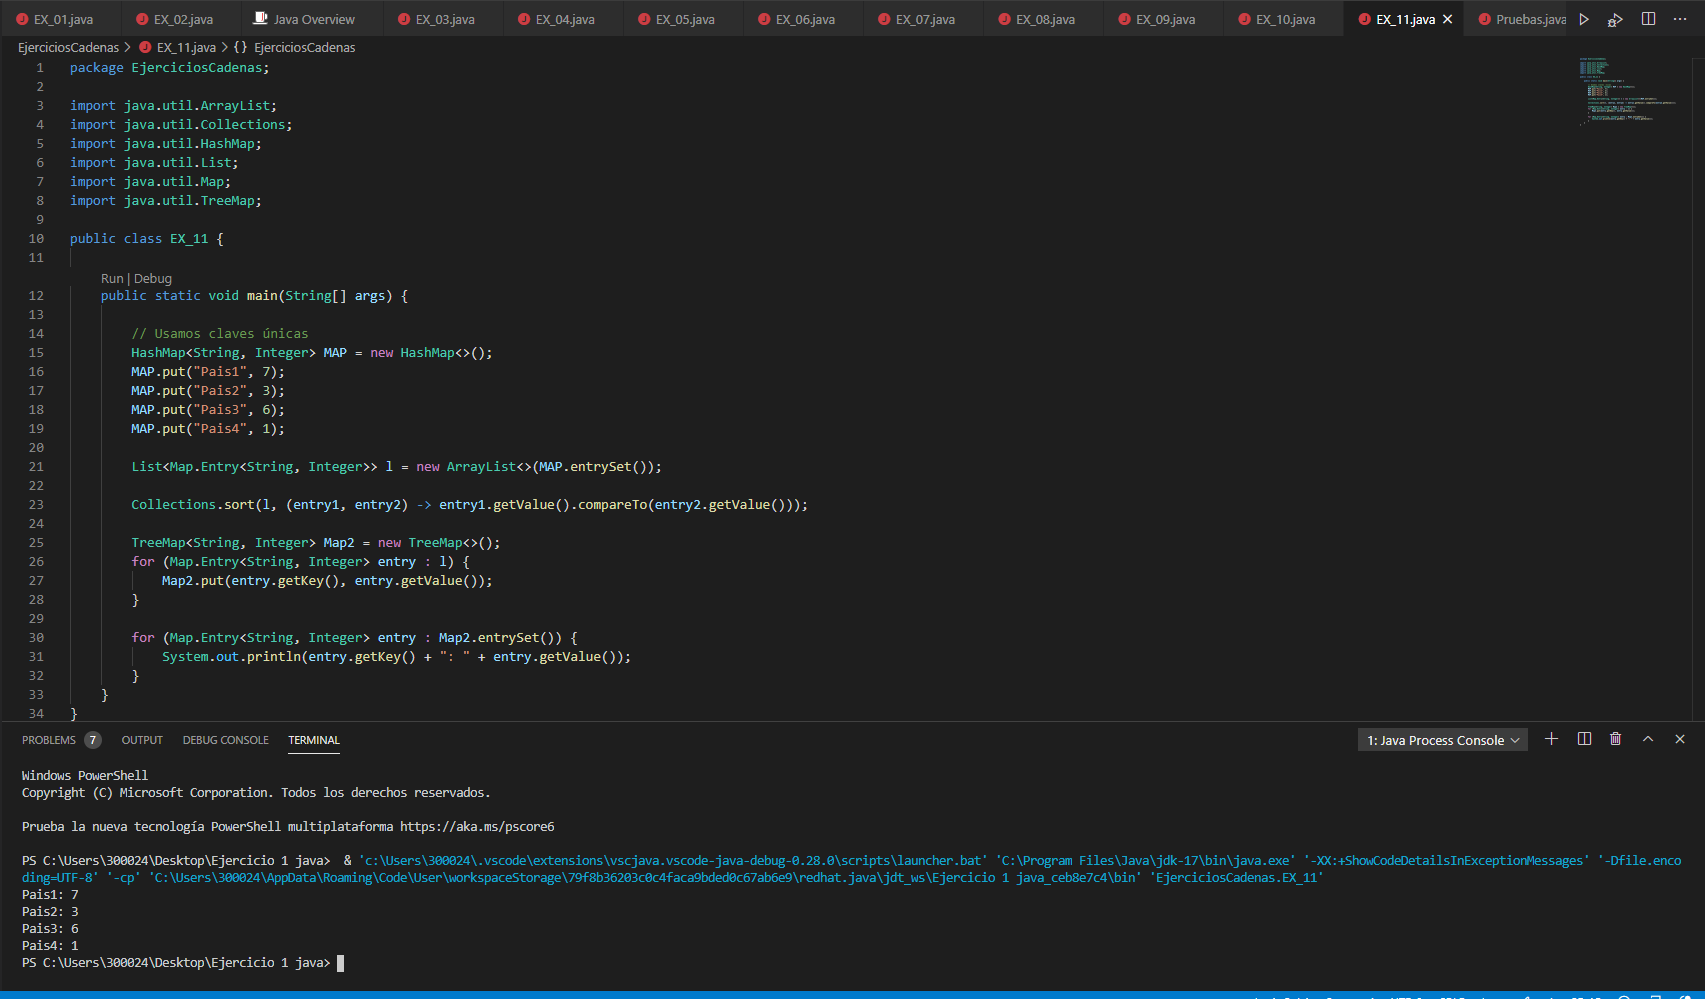 EX_01.java EX_02.java Java Overview EX_03.java EX_04.java EX_05.java EX_06.java EX_07.java EX_08.java EX_09.java EX_10.java EX_11.java Pruebas.java
EjerciciosCadenas > EX_11.java > {} EjerciciosCadenas
1 package EjerciciosCadenas;
2
3 import java.util.ArrayList;
4 import java.util.Collections;
5 import java.util.HashMap;
6 import java.util.List;
7 import java.util.Map;
8 import java.util.TreeMap;
9
10 public class EX_11 {
11
Run | Debug
12 public static void main(String[] args) {
13
14 // Usamos claves únicas
15 HashMap<String, Integer> MAP = new HashMap<>();
16 MAP.put("Pais1", 7);
17 MAP.put("Pais2", 3);
18 MAP.put("Pais3", 6);
19 MAP.put("Pais4", 1);
20
21 List<Map.Entry<String, Integer>> l = new ArrayList<>(MAP.entrySet());
22
23 Collections.sort(l, (entry1, entry2) -> entry1.getValue().compareTo(entry2.getValue()));
24
25 TreeMap<String, Integer> Map2 = new TreeMap<>();
26 for (Map.Entry<String, Integer> entry : l) {
27 Map2.put(entry.getKey(), entry.getValue());
28 }
29
30 for (Map.Entry<String, Integer> entry : Map2.entrySet()) {
31 System.out.println(entry.getKey() + ": " + entry.getValue());
32 }
33 }
34 }
PROBLEMS 7 OUTPUT DEBUG CONSOLE TERMINAL 1: Java Process Console
Windows PowerShell
Copyright (C) Microsoft Corporation. Todos los derechos reservados.
Prueba la nueva tecnología PowerShell multiplataforma https://aka.ms/pscore6
PS C:\Users\300024\Desktop\Ejercicio 1 java> & 'c:\Users\300024\.vscode\extensions\vscjava.vscode-java-debug-0.28.0\scripts\launcher.bat' 'C:\Program Files\Java\jdk-17\bin\java.exe' '-XX:+ShowCodeDetailsInExceptionMessages' '-Dfile.enco
ding=UTF-8' '-cp' 'C:\Users\300024\AppData\Roaming\Code\User\workspaceStorage\79f8b36203c0c4faca9bded0c67ab6e9\redhat.java\jdt_ws\Ejercicio 1 java_ceb8e7c4\bin' 'EjerciciosCadenas.EX_11'
Pais1: 7
Pais2: 3
Pais3: 6
Pais4: 1
PS C:\Users\300024\Desktop\Ejercicio 1 java>